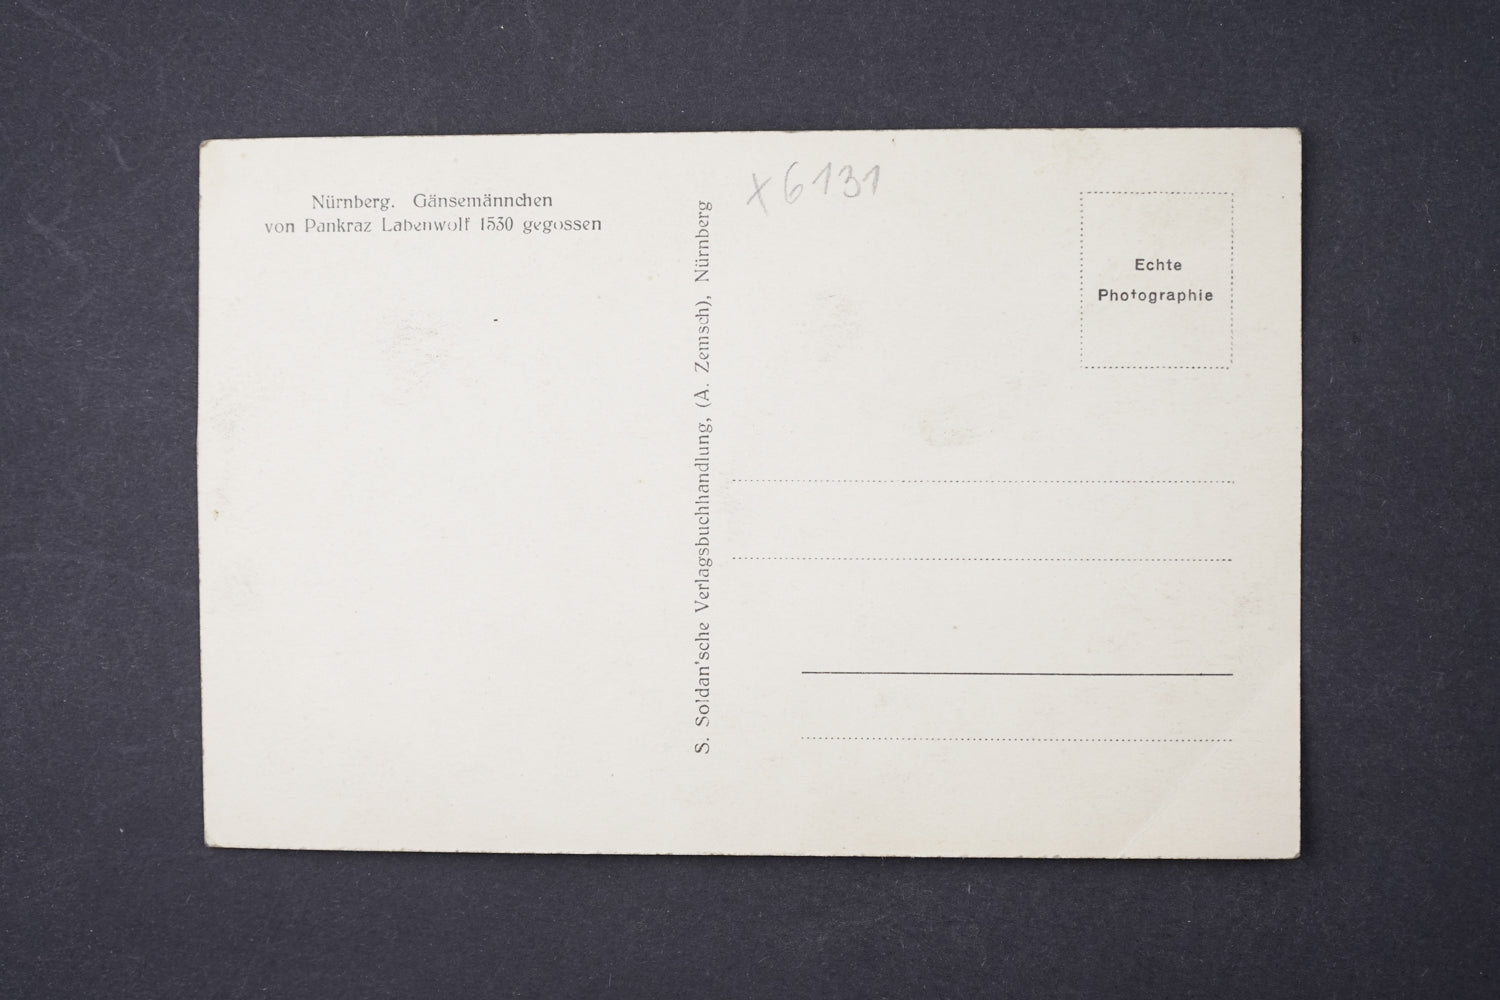 Nürnberg. Gänsemännchen
von Pankraz Labenwolf 1530 gegossen
S. Soldan'sche Verlagsbuchhandlung, (A. Zemsch), Nürnberg
x6131
Echte
Photographie